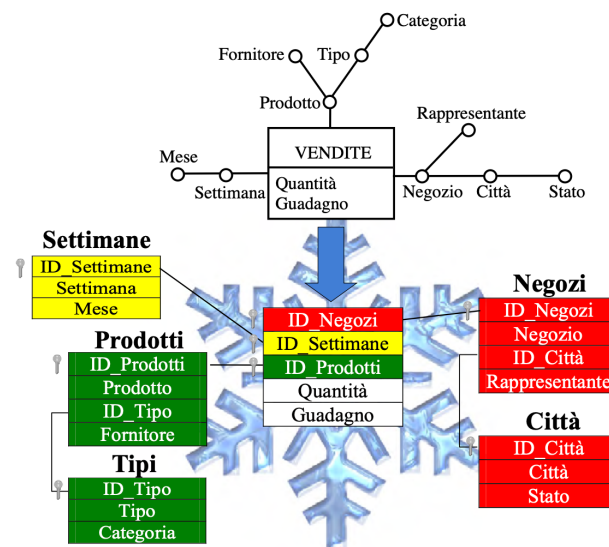 Categoria
Fornitore
Tipo
Prodotto
Rappresentante
VENDITE
Mese
Settimana
Quantità
Guadagno
Negozio
Città
Stato
Settimane
ID_Settimane
Settimana
Mese
Prodotti
ID_Prodotti
Prodotto
ID_Tipo
Fornitore
Tipi
ID_Tipo
Tipo
Categoria
ID_Negozi
ID_Settimane
ID_Prodotti
Quantità
Guadagno
Negozi
ID_Negozi
Negozio
ID_Città
Rappresentante
Città
ID_Città
Città
Stato